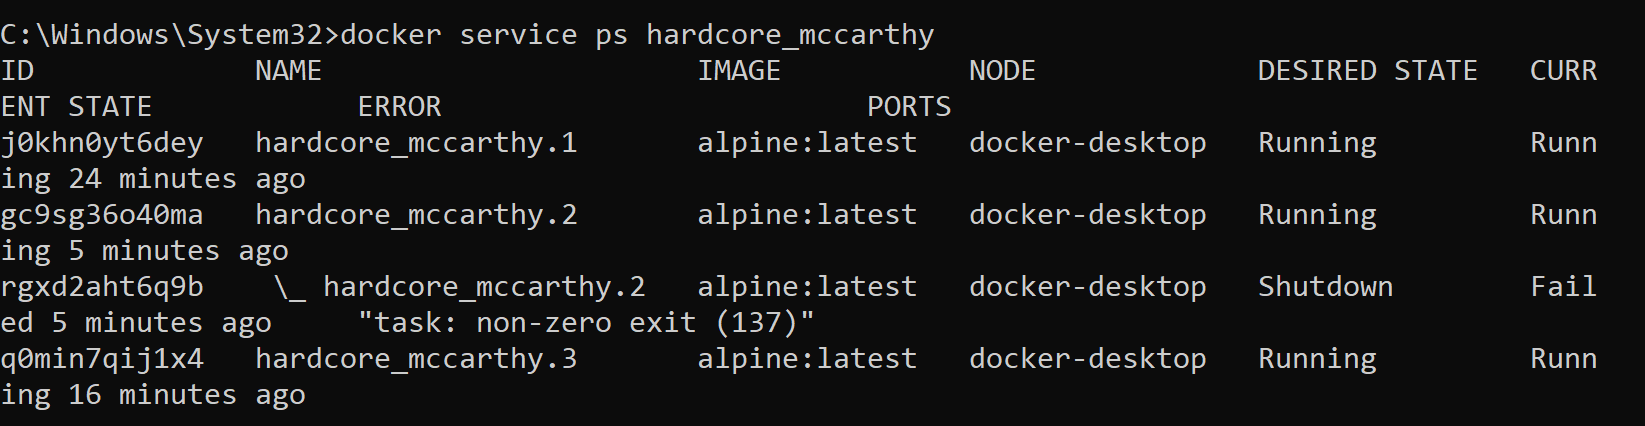 C:\Windows\System32>docker service ps hardcore_mccarthy
ID             NAME                      IMAGE           NODE             DESIRED STATE   CURR
ENT STATE            ERROR                         PORTS
j0khn0yt6dey   hardcore_mccarthy.1       alpine:latest   docker-desktop   Running         Runn
ing 24 minutes ago
gc9sg36o40ma   hardcore_mccarthy.2       alpine:latest   docker-desktop   Running         Runn
ing 5 minutes ago
rgxd2aht6q9b    \_ hardcore_mccarthy.2   alpine:latest   docker-desktop   Shutdown        Fail
ed 5 minutes ago     "task: non-zero exit (137)"
q0min7qij1x4   hardcore_mccarthy.3       alpine:latest   docker-desktop   Running         Runn
ing 16 minutes ago